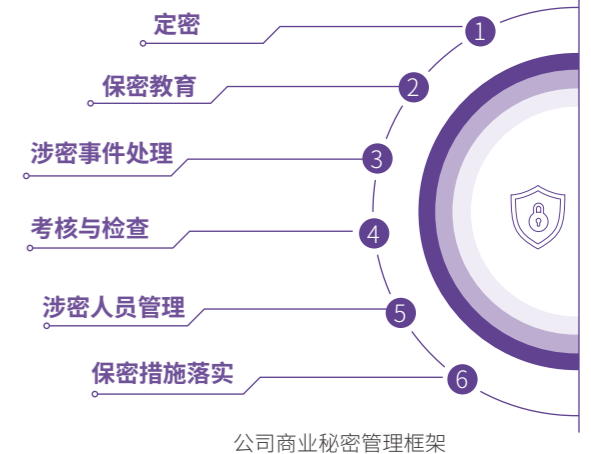 定密
1
保密教育
2
涉密事件处理
3
考核与检查
4
涉密人员管理
5
保密措施落实
6
公司商业秘密管理框架